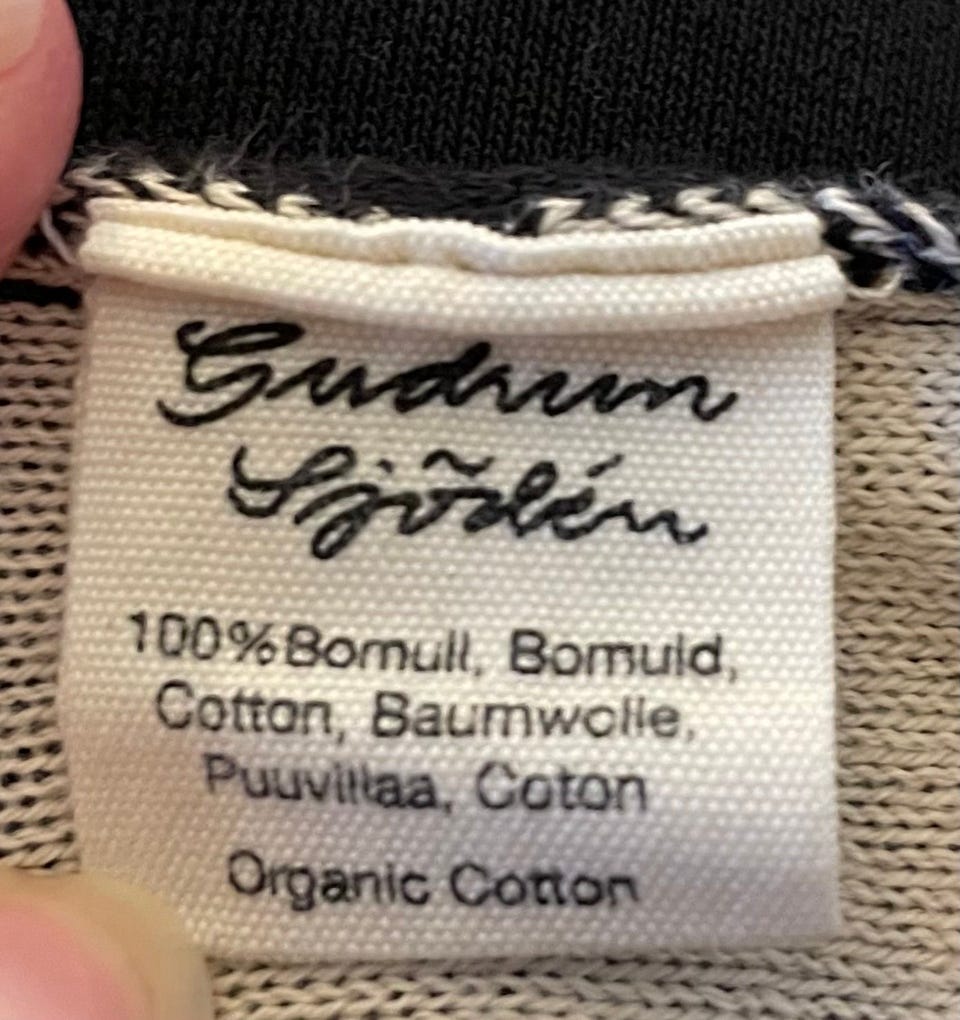 Gudrun
Sjödén
100% Bomull, Bomuld,
Cotton, Baumwolle,
Puuvillaa, Coton
Organic Cotton